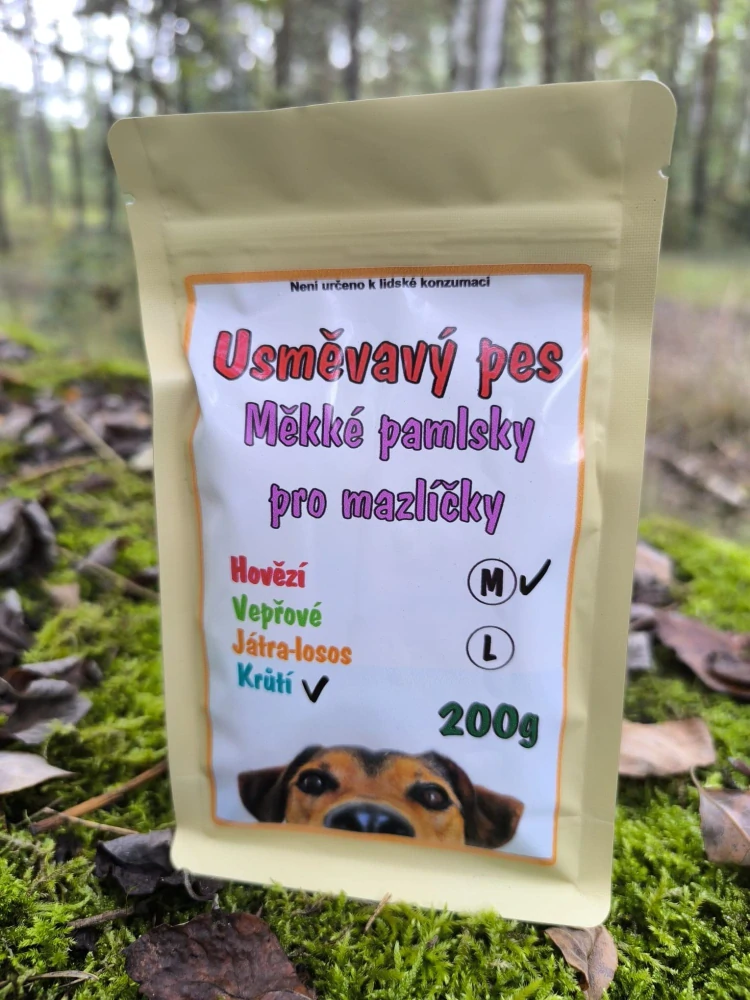 Není určeno k lidské konzumaci
Usměvavý pes
Měkké pamlsky
pro mazlíčky
Hovězí
M ✓
Vepřové
Játra-losos
L
Krůtí ✓
200g